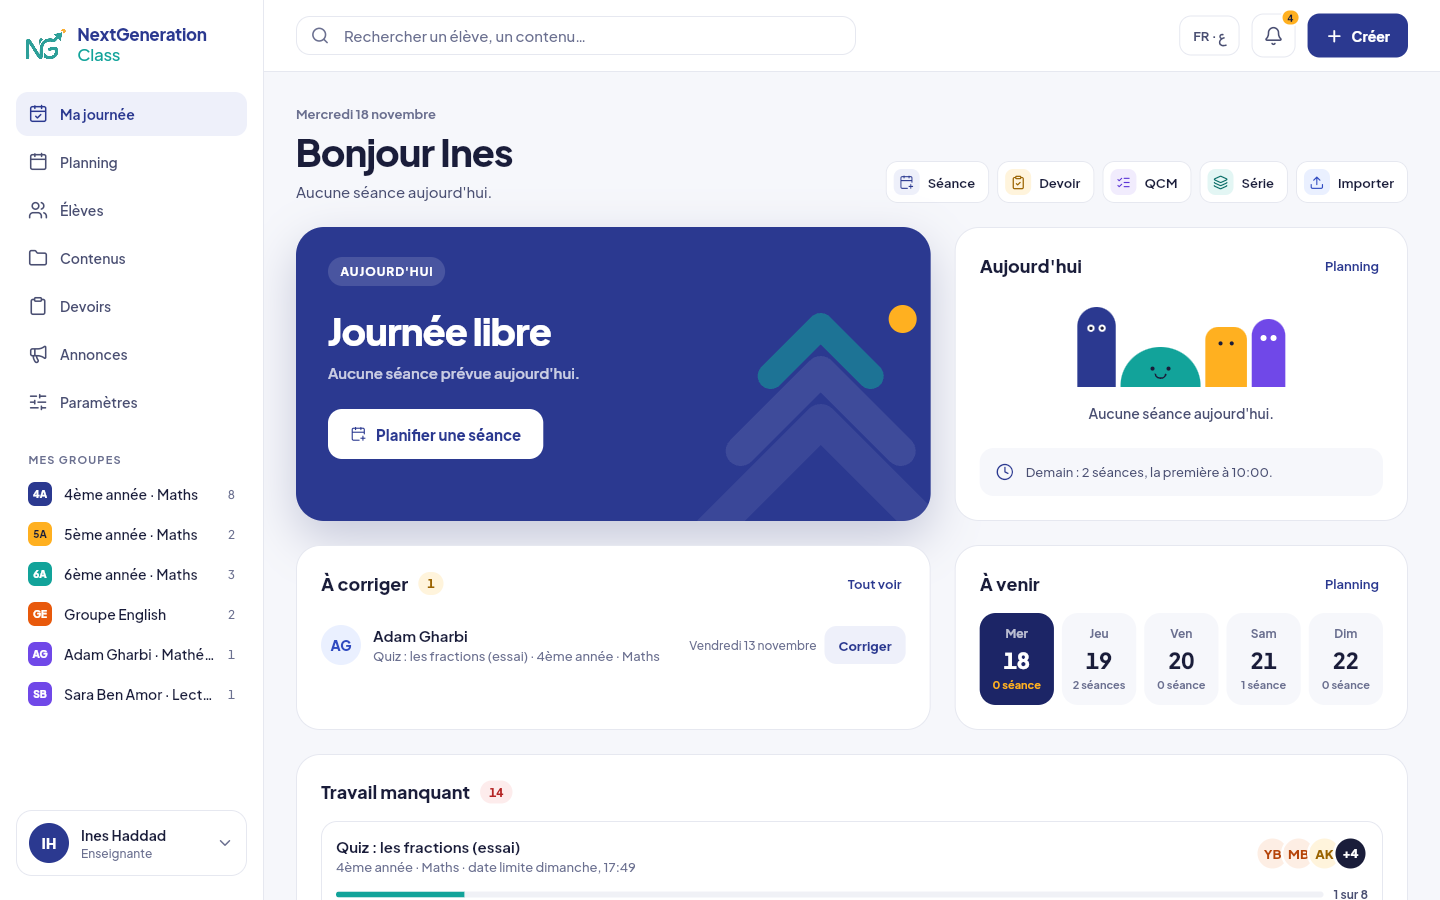 NG
NextGeneration
Class
Ma journée
Planning
Élèves
Contenus
Devoirs
Annonces
Paramètres
MES GROUPES
4A 4ème année · Maths 8
5A 5ème année · Maths 2
6A 6ème année · Maths 3
GE Groupe English 2
AG Adam Gharbi · Mathé... 1
SB Sara Ben Amor · Lect... 1
IH Ines Haddad
Enseignante
Rechercher un élève, un contenu...
FR · ع
4
Créer
Mercredi 18 novembre
Bonjour Ines
Aucune séance aujourd'hui.
Séance
Devoir
QCM
Série
Importer
AUJOURD'HUI
Journée libre
Aucune séance prévue aujourd'hui.
Planifier une séance
Aujourd'hui Planning
Aucune séance aujourd'hui.
Demain : 2 séances, la première à 10:00.
À corriger 1 Tout voir
AG Adam Gharbi
Quiz : les fractions (essai) · 4ème année · Maths
Vendredi 13 novembre Corriger
À venir Planning
Mer Jeu Ven Sam Dim
18 19 20 21 22
0 séance 2 séances 0 séance 1 séance 0 séance
Travail manquant 14
Quiz : les fractions (essai)
4ème année · Maths · date limite dimanche, 17:49
YB MB AK +4
1 sur 8